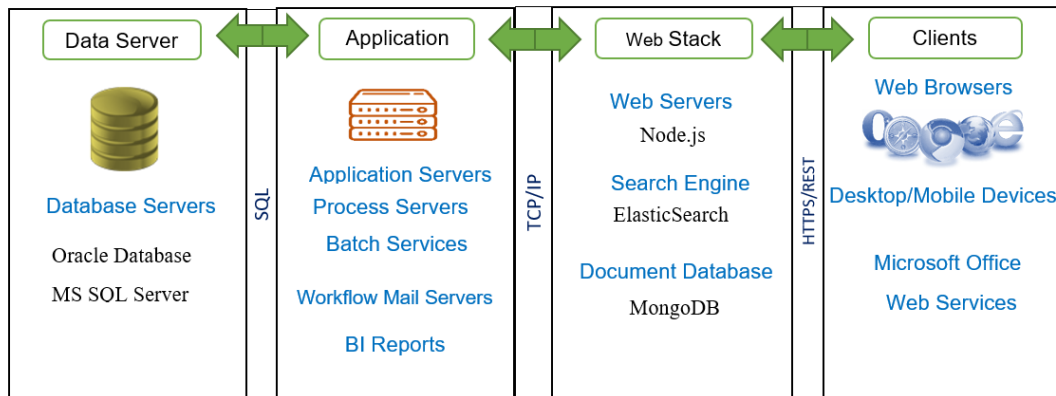 Data Server
Application
Web Stack
Clients
Database Servers
Oracle Database
MS SQL Server
SQL
Application Servers
Process Servers
Batch Services
Workflow Mail Servers
BI Reports
TCP/IP
Web Servers
Node.js
Search Engine
ElasticSearch
Document Database
MongoDB
HTTPS/REST
Web Browsers
Desktop/Mobile Devices
Microsoft Office
Web Services